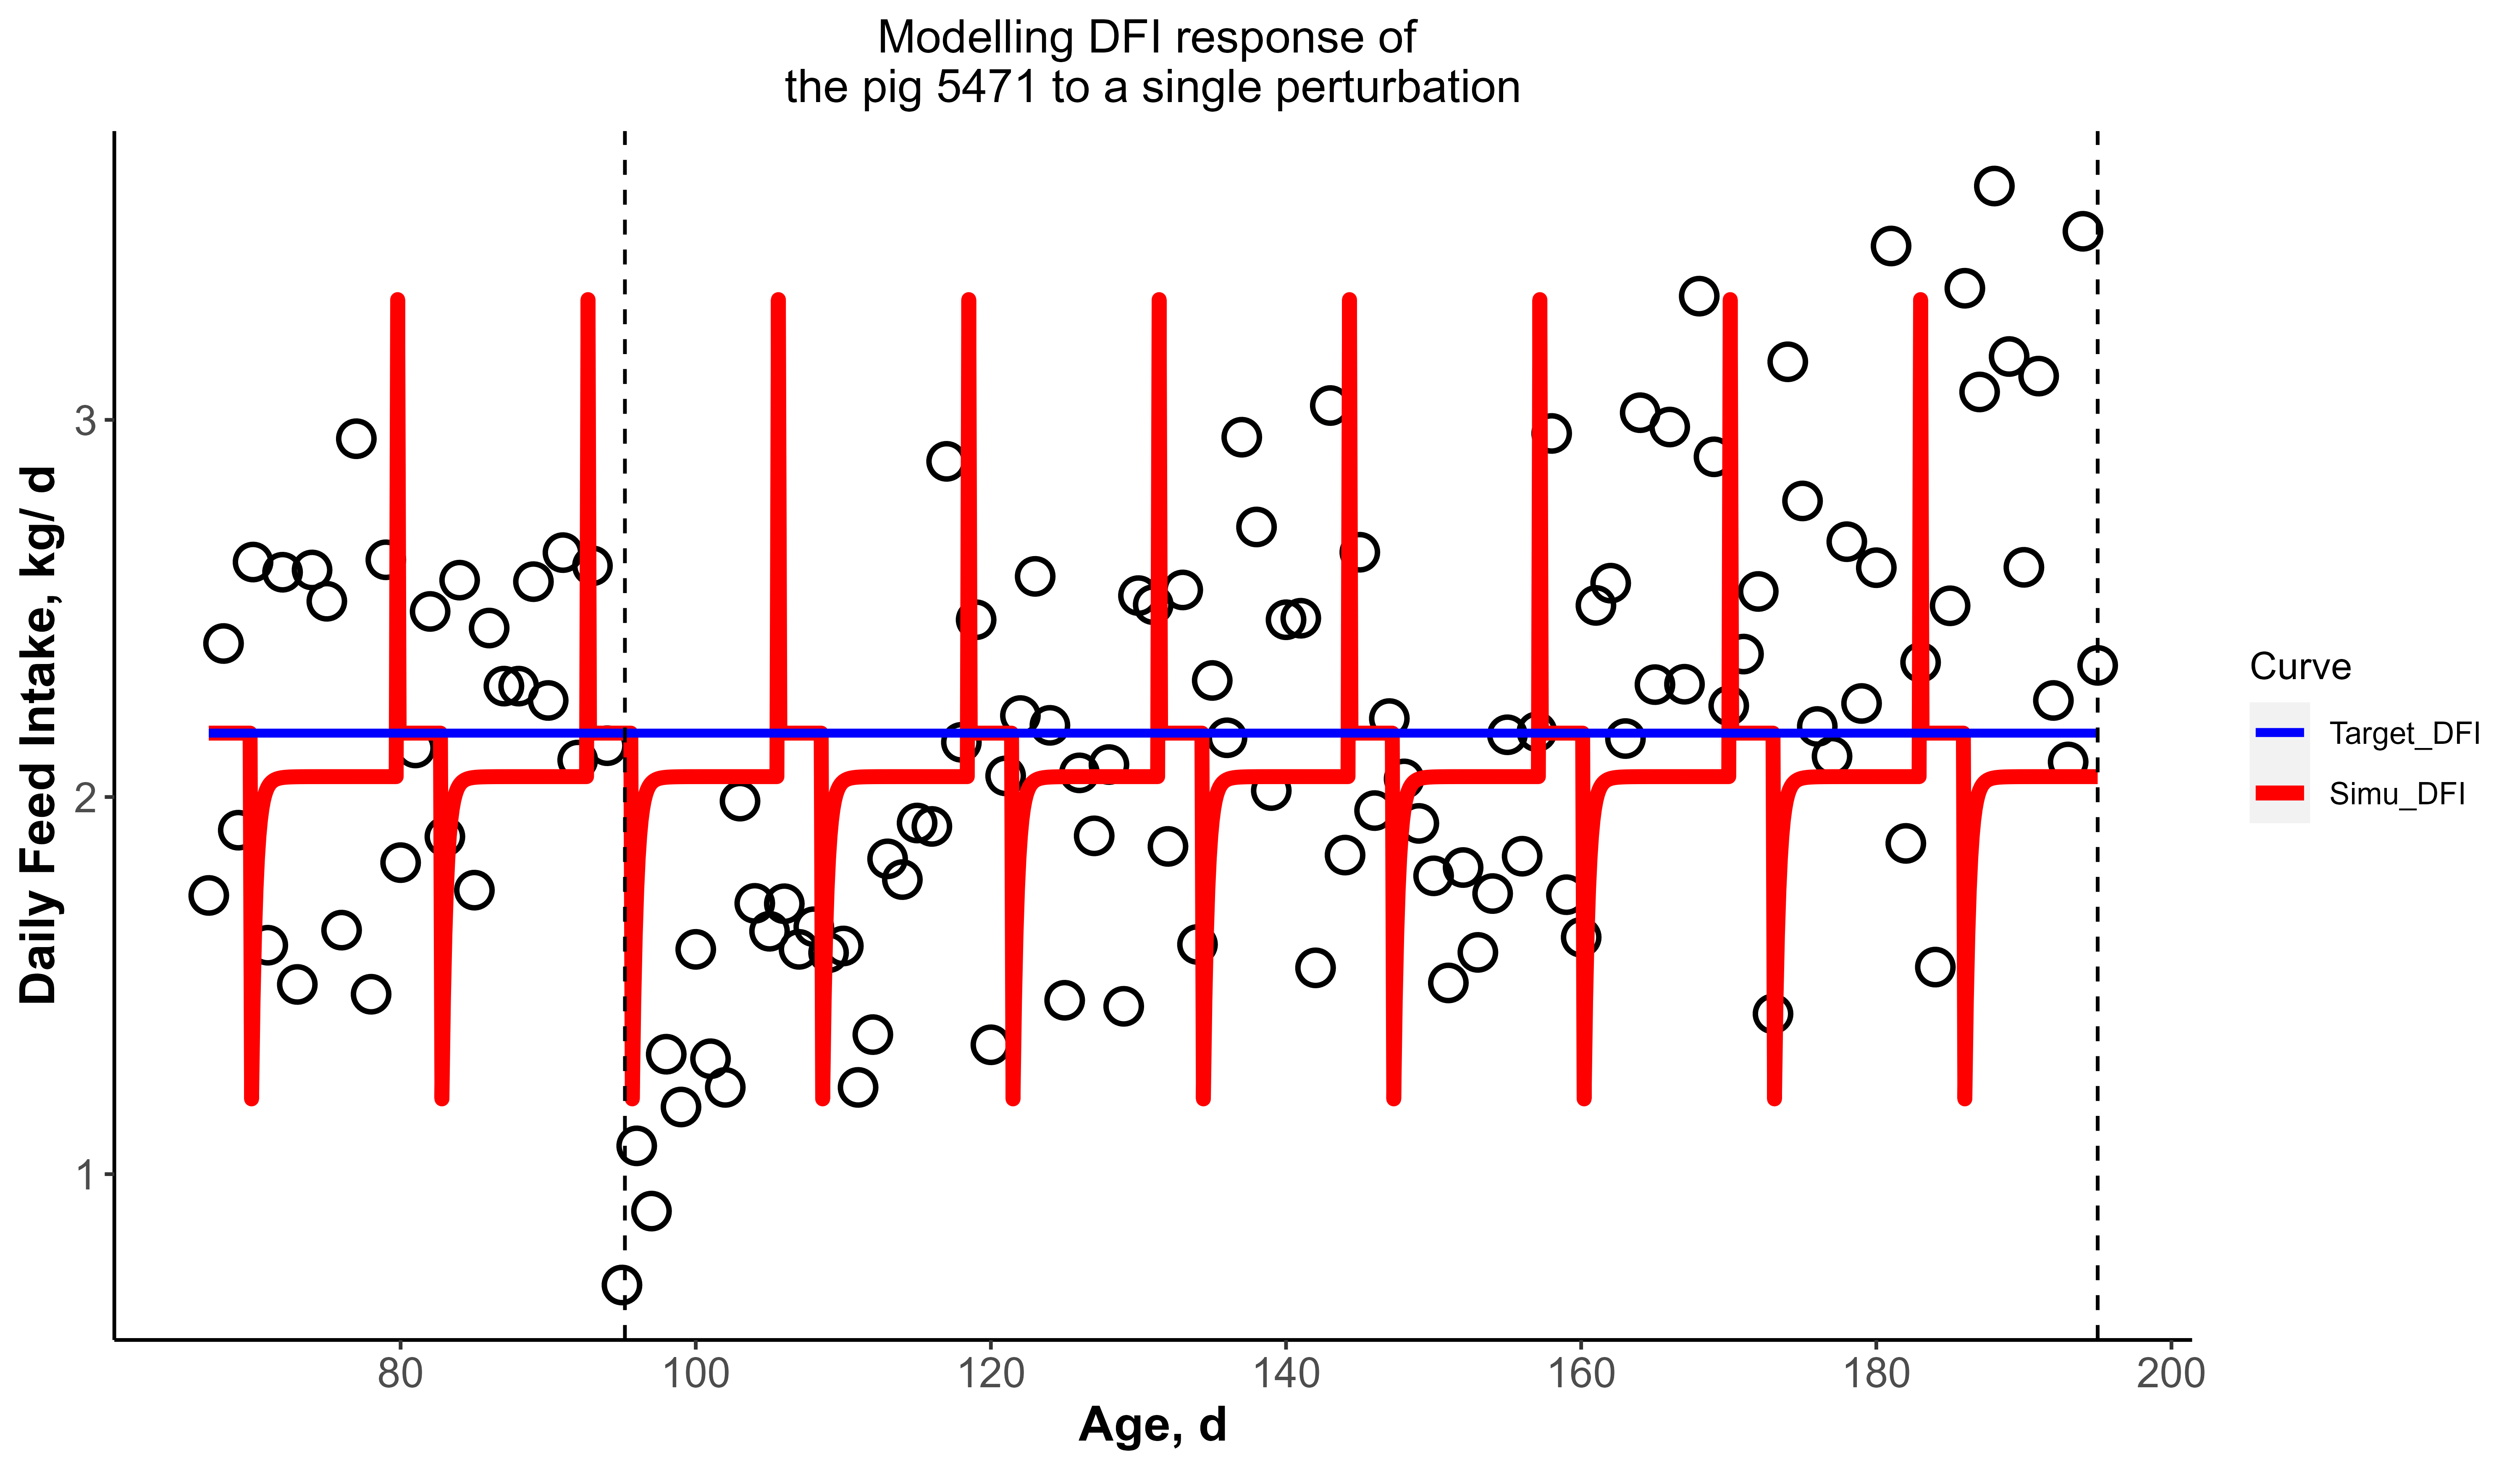 Modelling DFI response of
the pig 5471 to a single perturbation
Daily Feed Intake, kg/ d
3
2
1
80 100 120 140 160 180 200
Age, d
Curve
Target_DFI
Simu_DFI